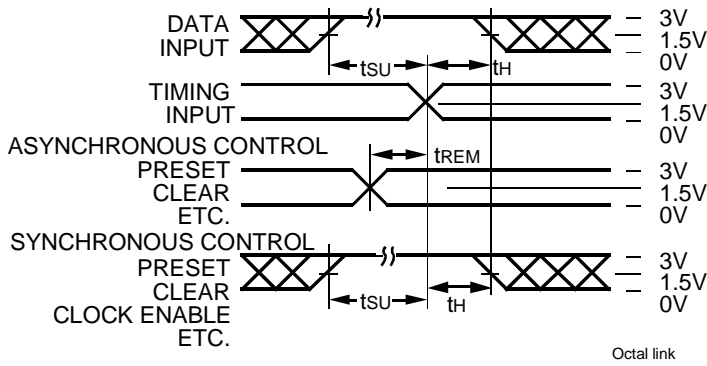 DATA
INPUT
3V
1.5V
0V
tSU
tH
TIMING
INPUT
3V
1.5V
0V
ASYNCHRONOUS CONTROL
PRESET
CLEAR
ETC.
tREM
3V
1.5V
0V
SYNCHRONOUS CONTROL
PRESET
CLEAR
CLOCK ENABLE
ETC.
tSU
tH
3V
1.5V
0V
Octal link